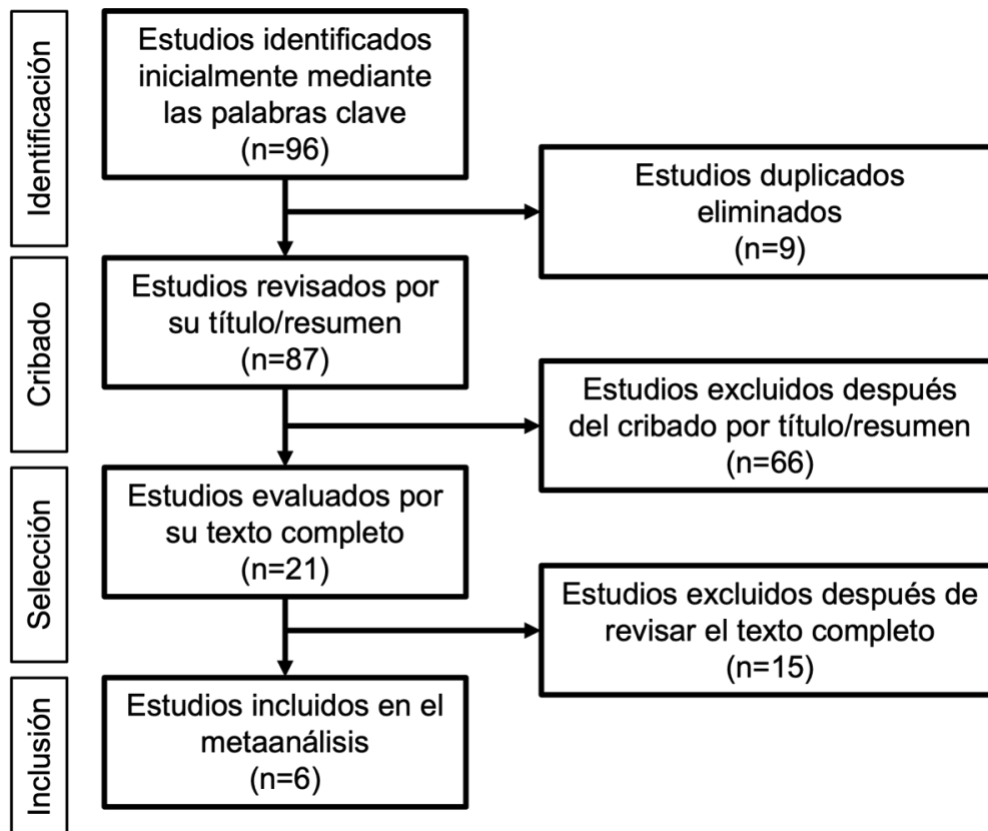 Identificación
Estudios identificados
inicialmente mediante
las palabras clave
(n=96)
Estudios duplicados
eliminados
(n=9)
Cribado
Estudios revisados por
su título/resumen
(n=87)
Estudios excluidos después
del cribado por título/resumen
(n=66)
Selección
Estudios evaluados por
su texto completo
(n=21)
Estudios excluidos después de
revisar el texto completo
(n=15)
Inclusión
Estudios incluidos en el
metaanálisis
(n=6)